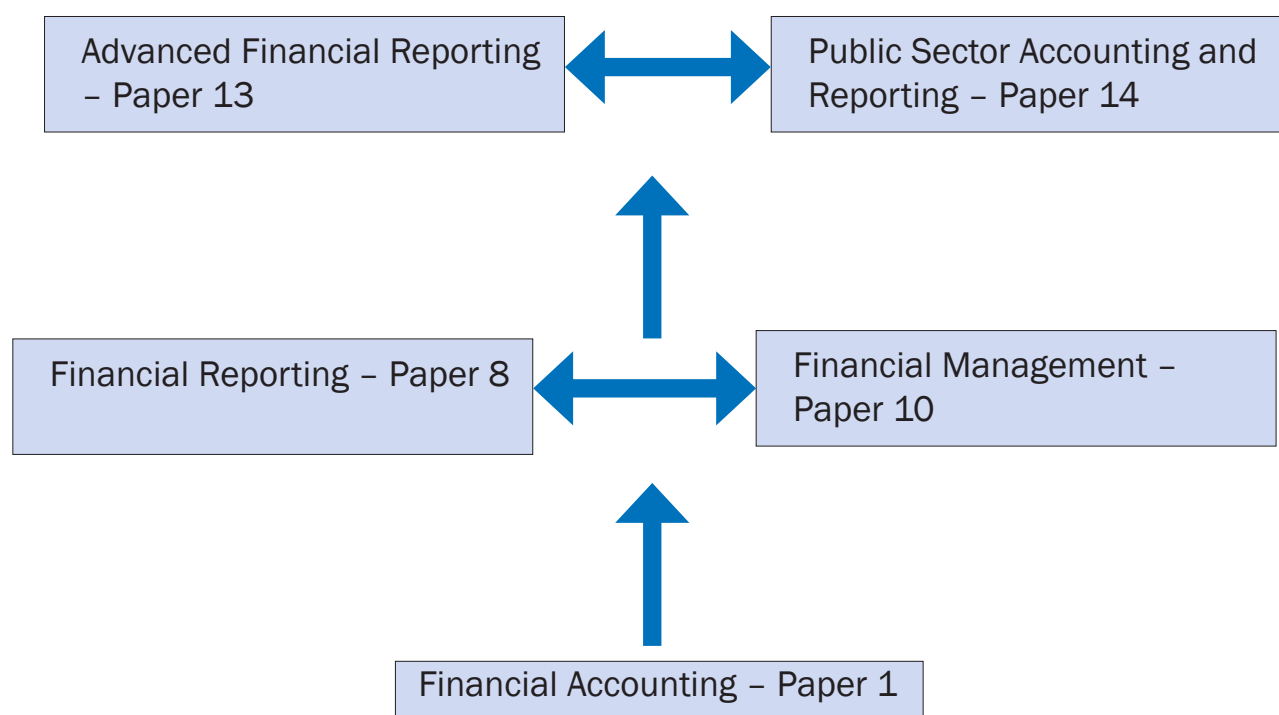 Advanced Financial Reporting
– Paper 13
Public Sector Accounting and
Reporting – Paper 14
Financial Reporting – Paper 8
Financial Management –
Paper 10
Financial Accounting – Paper 1